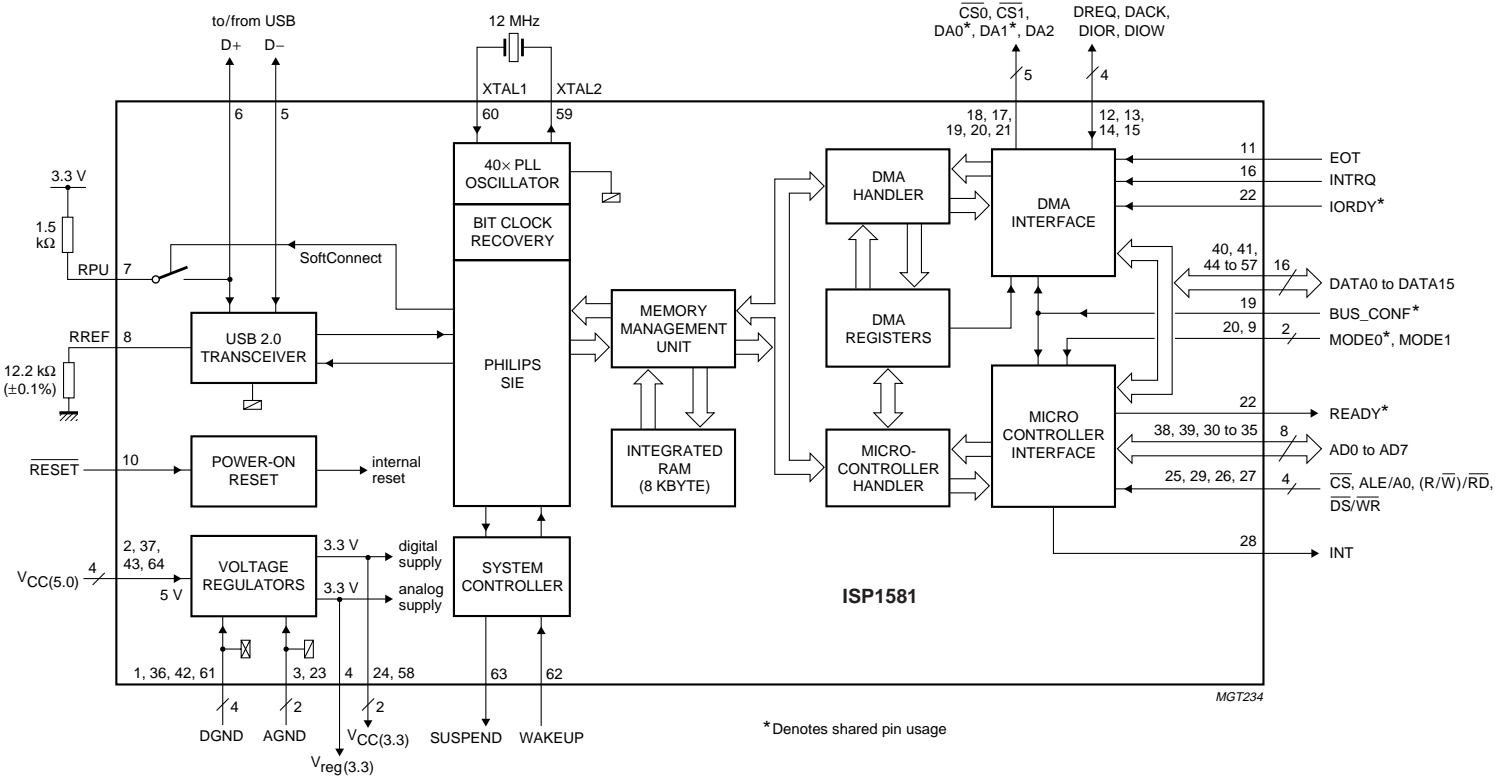 to/from USB
D+ D−
12 MHz
CS0, CS1,
DA0*, DA1*, DA2
DREQ, DACK,
DIOR, DIOW
5
4
XTAL1 XTAL2
6 5 60 59
18, 17,
19, 20, 21
12, 13,
14, 15
3.3 V
1.5
kΩ
RPU 7
SoftConnect
RREF 8
12.2 kΩ
(±0.1%)
USB 2.0
TRANSCEIVER
40× PLL
OSCILLATOR
BIT CLOCK
RECOVERY
PHILIPS
SIE
MEMORY
MANAGEMENT
UNIT
INTEGRATED
RAM
(8 KBYTE)
DMA
HANDLER
DMA
REGISTERS
MICRO-
CONTROLLER
HANDLER
DMA
INTERFACE
MICRO
CONTROLLER
INTERFACE
11 EOT
16 INTRQ
22 IORDY*
40, 41,
44 to 57 16
DATA0 to DATA15
19 BUS_CONF*
20, 9 2 MODE0*, MODE1
22 READY*
38, 39, 30 to 35 8 AD0 to AD7
25, 29, 26, 27 4 CS, ALE/A0, (R/W)/RD,
DS/WR
28 INT
RESET 10
POWER-ON
RESET
internal
reset
VCC(5.0) 4
2, 37,
43, 64
5 V
VOLTAGE
REGULATORS
3.3 V digital
supply
3.3 V analog
supply
SYSTEM
CONTROLLER
ISP1581
1, 36, 42, 61 3, 23 4 24, 58 63 62
4 2 2
DGND AGND
VCC(3.3)
Vreg(3.3)
SUSPEND WAKEUP
MGT234
*Denotes shared pin usage